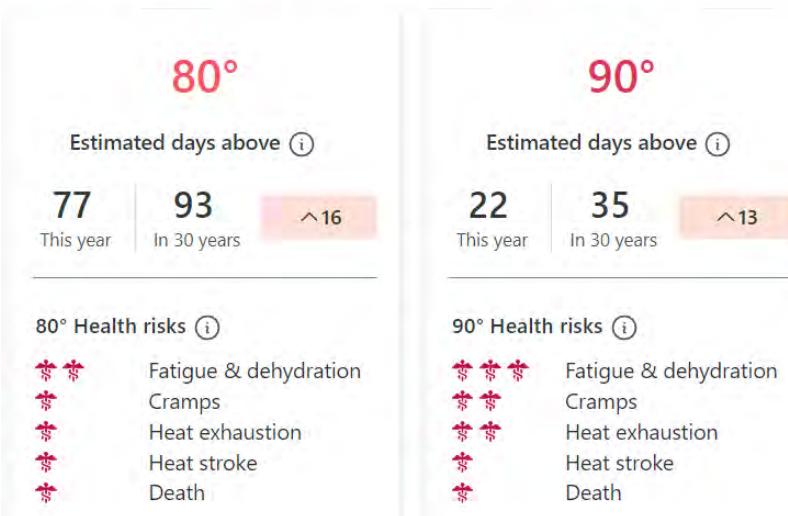 80°
Estimated days above
77
This year
93
In 30 years
^16
80° Health risks
Fatigue & dehydration
Cramps
Heat exhaustion
Heat stroke
Death
90°
Estimated days above
22
This year
35
In 30 years
^13
90° Health risks
Fatigue & dehydration
Cramps
Heat exhaustion
Heat stroke
Death